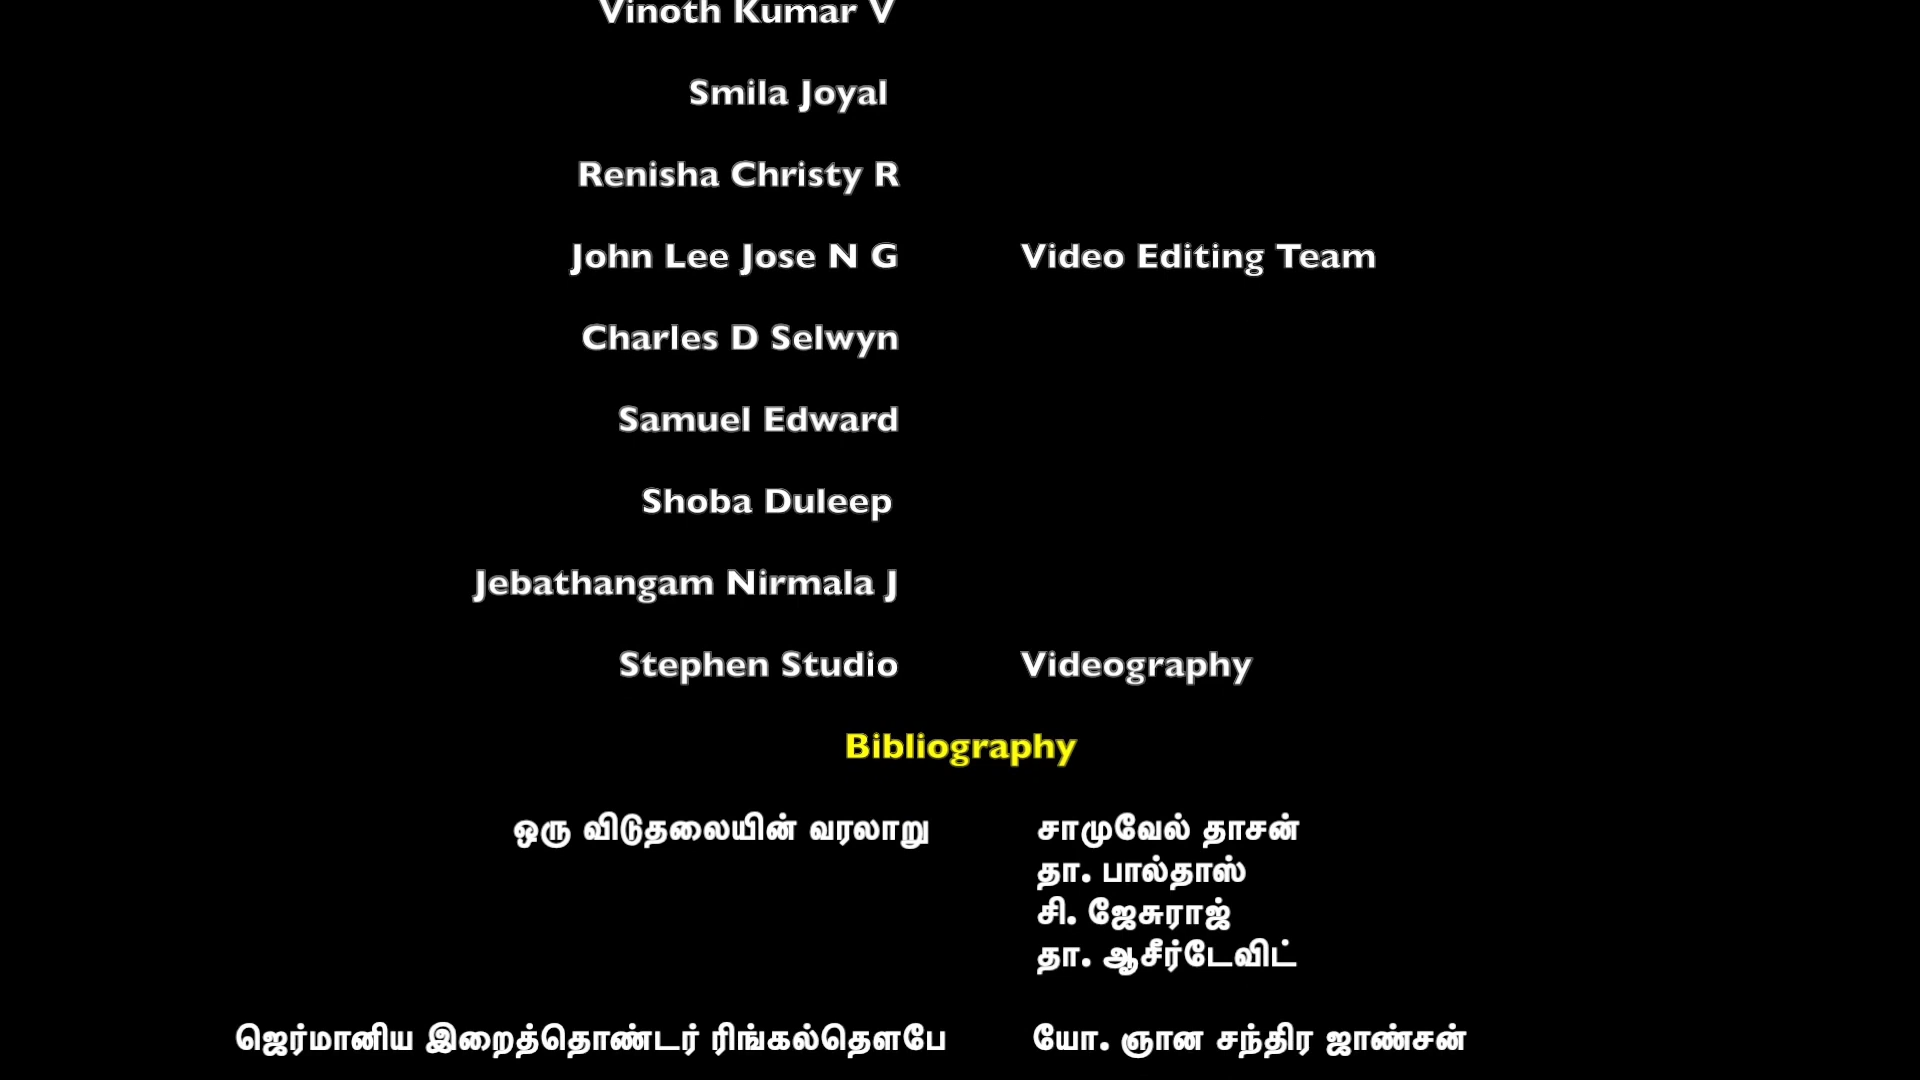 Vinoth Kumar V
Smila Joyal
Renisha Christy R
John Lee Jose N G Video Editing Team
Charles D Selwyn
Samuel Edward
Shoba Duleep
Jebathangam Nirmala J
Stephen Studio Videography
Bibliography
ஒரு விடுதலையின் வரலாறு சாமுவேல் தாசன்
தா. பால்தாஸ்
சி. ஜேசுராஜ்
தா. ஆசீர்டேவிட்
ஜெர்மானிய இறைத்தொண்டர் ரிங்கல்தௌபே யோ. ஞான சந்திர ஜாண்சன்